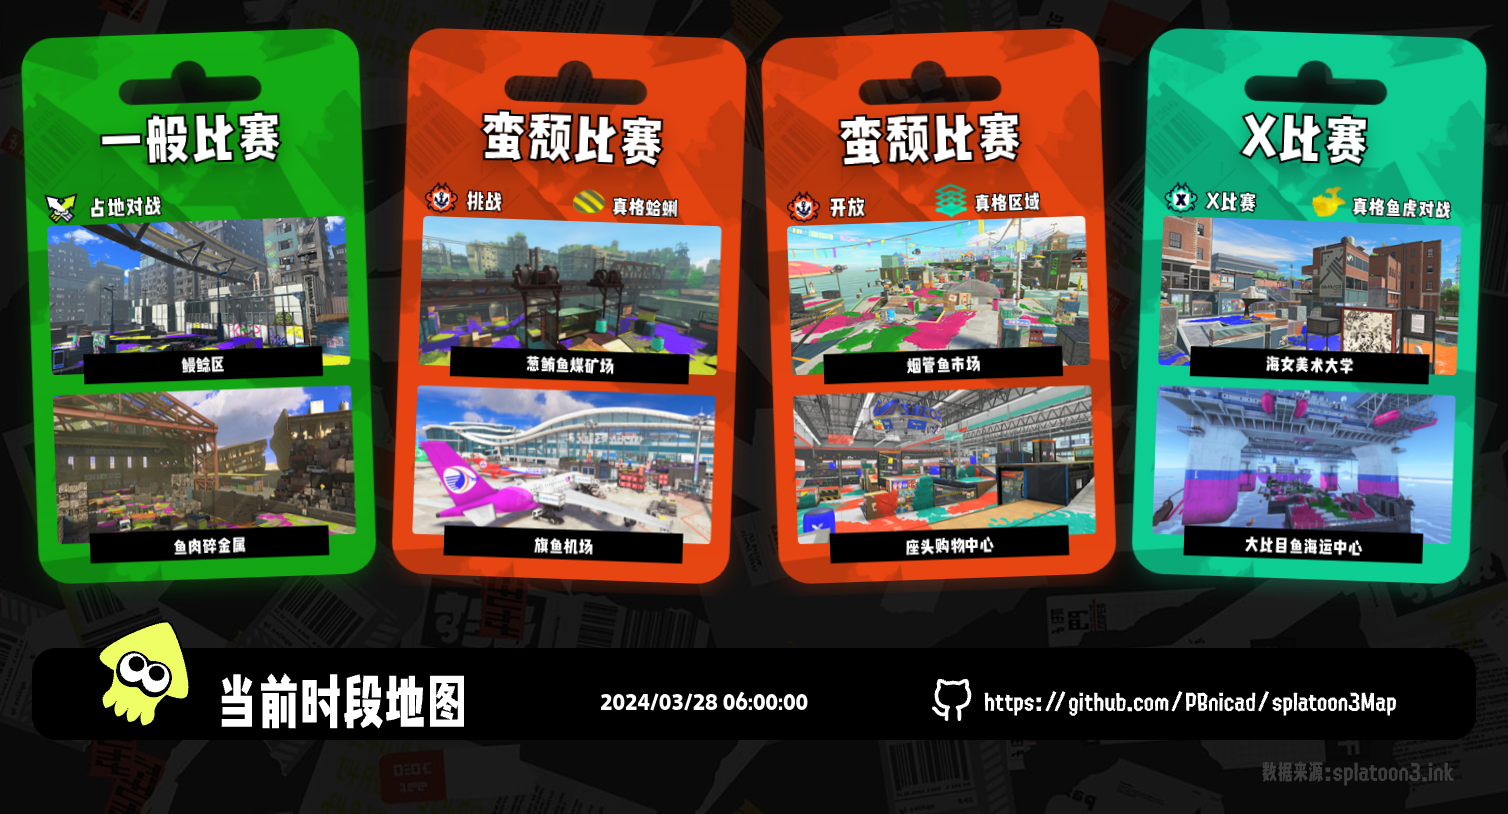 一般比赛
占地对战
鳗鲶区
鱼肉碎金属
蛮颓比赛
挑战
真格蛤蜊
葱鲔鱼煤矿场
旗鱼机场
蛮颓比赛
开放
真格区域
烟管鱼市场
座头购物中心
X比赛
X比赛
真格鱼虎对战
海女美术大学
大比目鱼海运中心
当前时段地图
2024/03/28 06:00:00
https://github.com/PBnicad/splatoon3Map
数据来源:splatoon3.ink